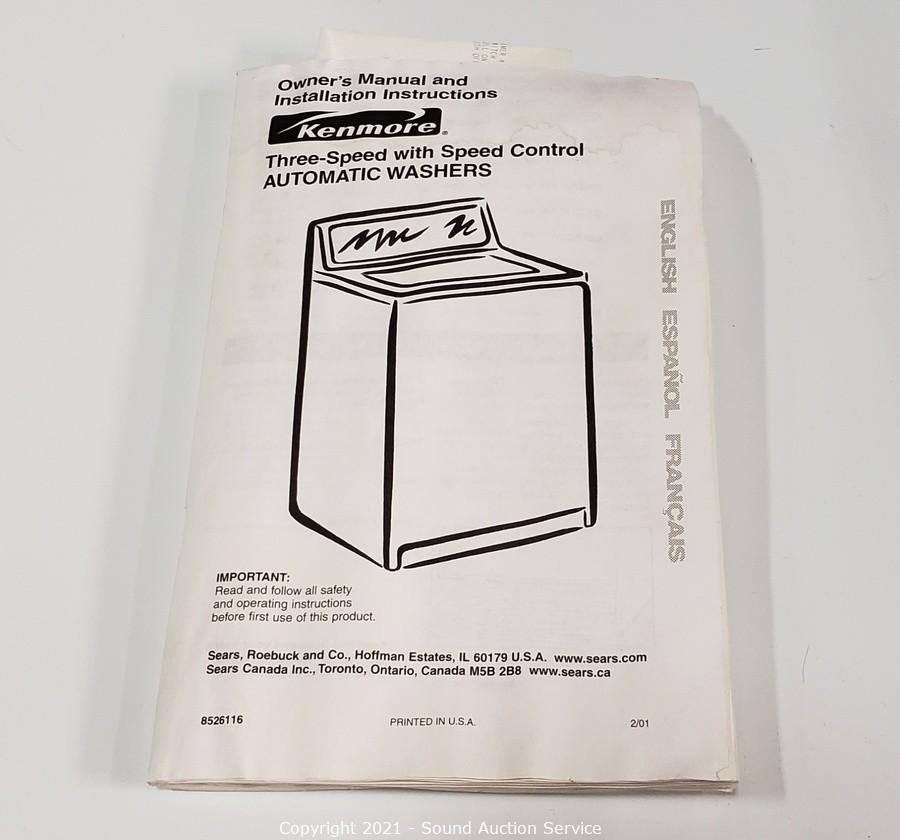 Owner's Manual and
Installation Instructions
Kenmore®
Three-Speed with Speed Control
AUTOMATIC WASHERS
ENGLISH ESPAÑOL FRANÇAIS
IMPORTANT:
Read and follow all safety
and operating instructions
before first use of this product.
Sears, Roebuck and Co., Hoffman Estates, IL 60179 U.S.A. www.sears.com
Sears Canada Inc., Toronto, Ontario, Canada M5B 2B8 www.sears.ca
8526116 PRINTED IN U.S.A. 2/01
Copyright 2021 - Sound Auction Service